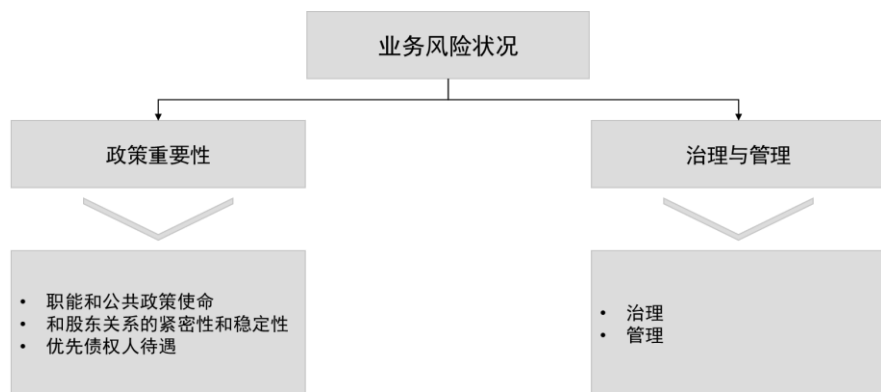 业务风险状况
政策重要性
治理与管理
• 职能和公共政策使命
• 和股东关系的紧密性和稳定性
• 优先债权人待遇
• 治理
• 管理